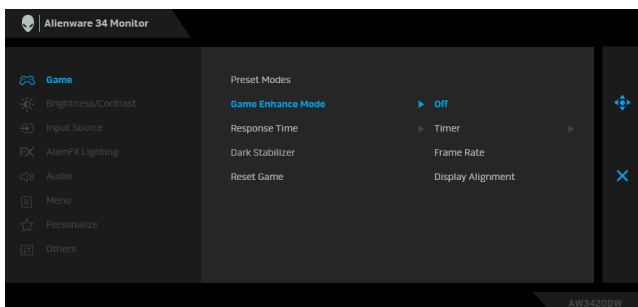 Alienware 34 Monitor
Game
Preset Modes
Brightness/Contrast
Game Enhance Mode
Off
Input Source
Response Time
Timer
AlienFX Lighting
Dark Stabilizer
Frame Rate
Audio
Reset Game
Display Alignment
Menu
Personalize
Others
AW3420DW